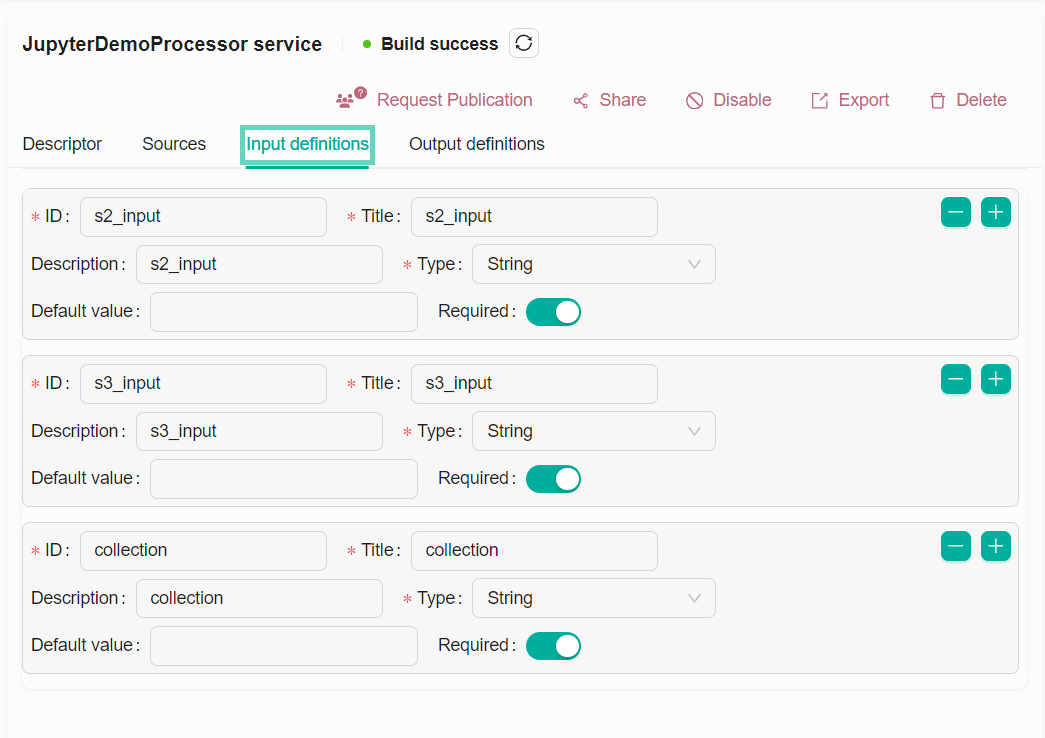 JupyterDemoProcessor service Build success
? Request Publication Share Disable Export Delete
Descriptor Sources Input definitions Output definitions
* ID : s2_input * Title : s2_input
Description : s2_input * Type : String
Default value : Required :
* ID : s3_input * Title : s3_input
Description : s3_input * Type : String
Default value : Required :
* ID : collection * Title : collection
Description : collection * Type : String
Default value : Required :